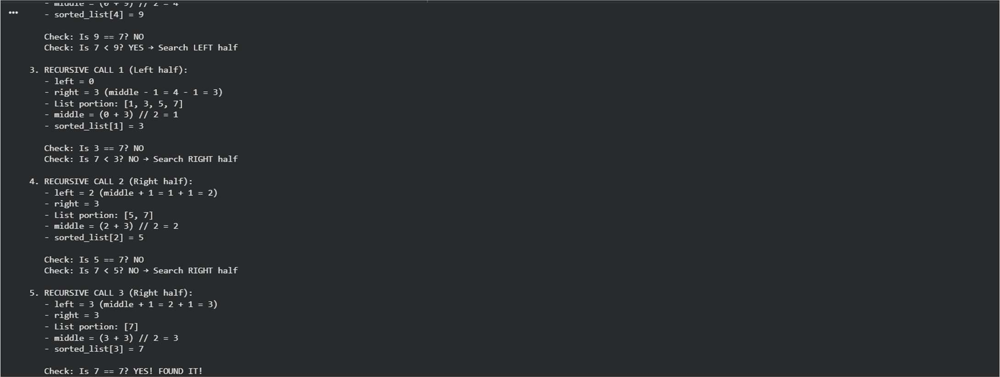 - middle = (0 + 9) // 2 = 4
- sorted_list[4] = 9
Check: Is 9 == 7? NO
Check: Is 7 < 9? YES → Search LEFT half
3. RECURSIVE CALL 1 (Left half):
- left = 0
- right = 3 (middle - 1 = 4 - 1 = 3)
- List portion: [1, 3, 5, 7]
- middle = (0 + 3) // 2 = 1
- sorted_list[1] = 3
Check: Is 3 == 7? NO
Check: Is 7 < 3? NO → Search RIGHT half
4. RECURSIVE CALL 2 (Right half):
- left = 2 (middle + 1 = 1 + 1 = 2)
- right = 3
- List portion: [5, 7]
- middle = (2 + 3) // 2 = 2
- sorted_list[2] = 5
Check: Is 5 == 7? NO
Check: Is 7 < 5? NO → Search RIGHT half
5. RECURSIVE CALL 3 (Right half):
- left = 3 (middle + 1 = 2 + 1 = 3)
- right = 3
- List portion: [7]
- middle = (3 + 3) // 2 = 3
- sorted_list[3] = 7
Check: Is 7 == 7? YES! FOUND IT!